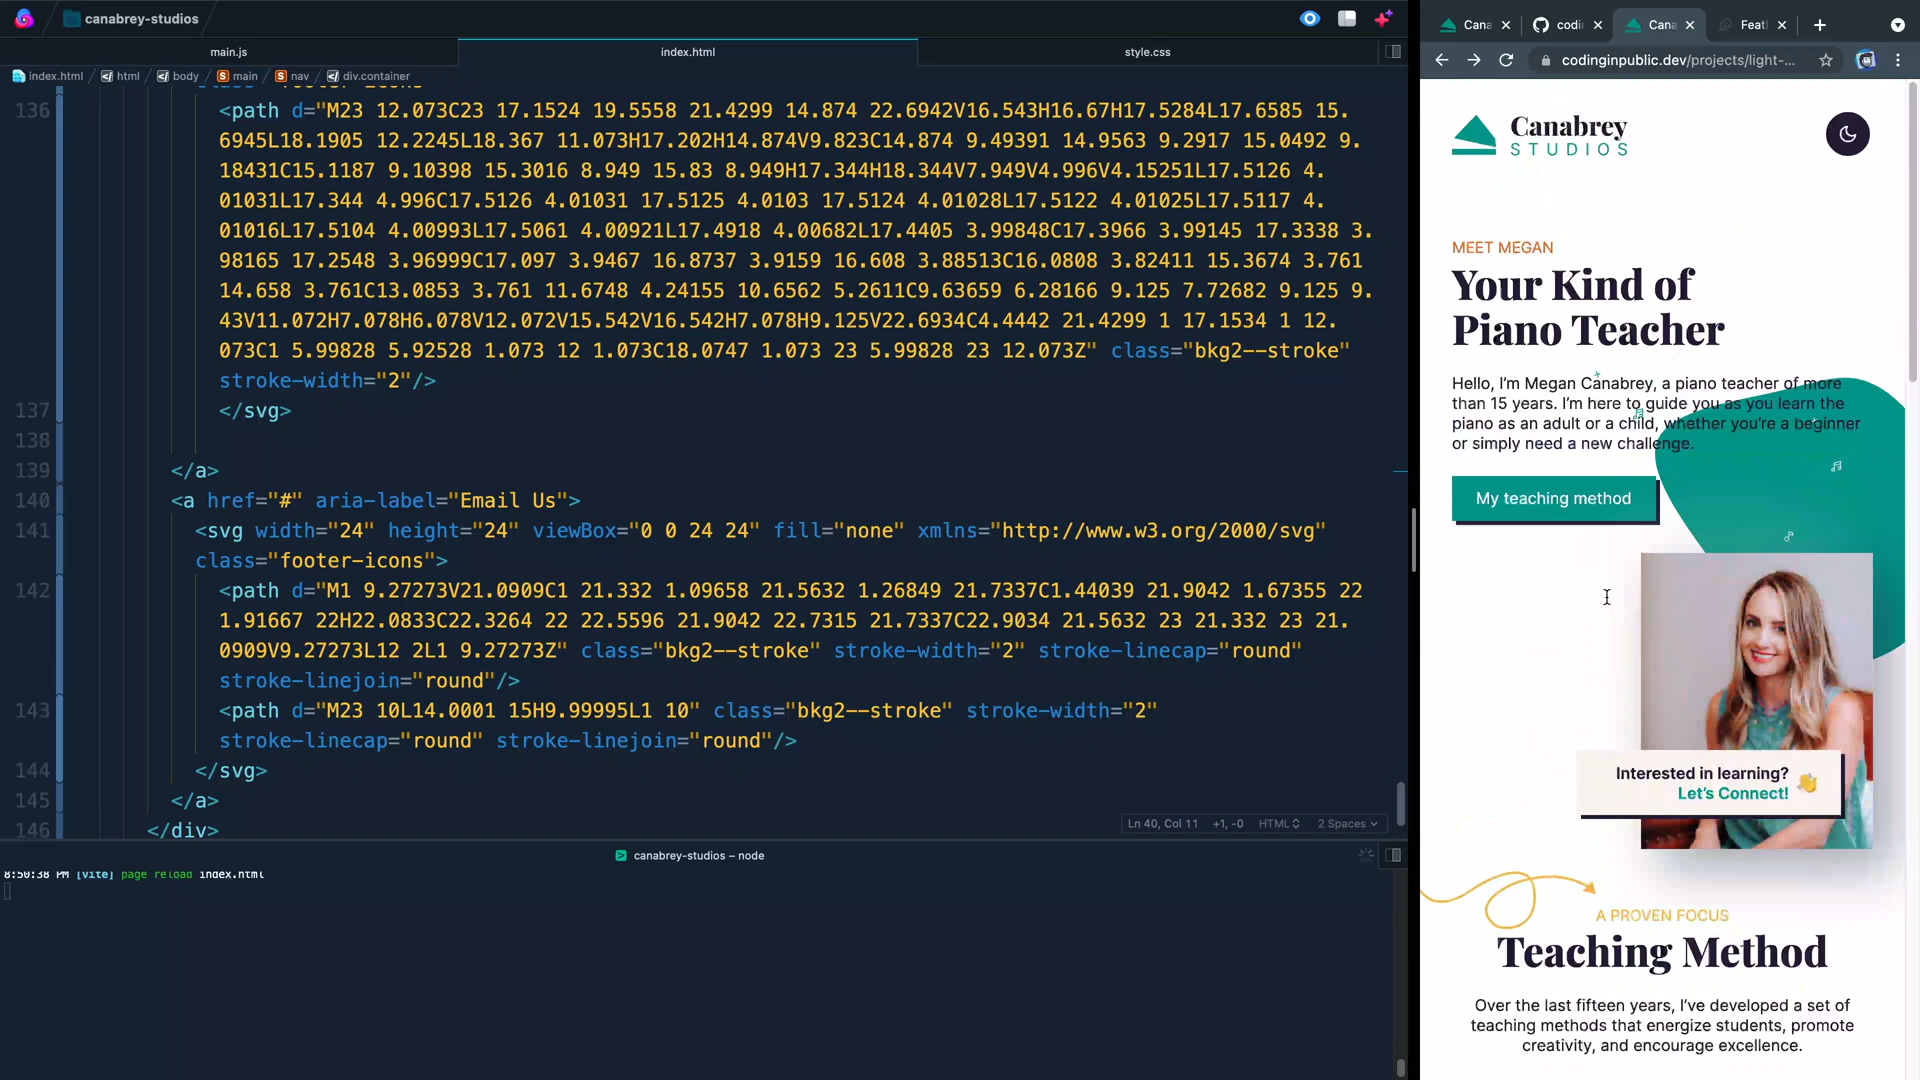 canabrey-studios
main.js
index.html
style.css
index.html
html
body
main
nav
div.container
136
<path d="M23 12.073C23 17.1524 19.5558 21.4299 14.874 22.6942V16.543H16.67H17.5284L17.6585 15.
6945L18.1905 12.2245L18.367 11.073H17.202H14.874V9.823C14.874 9.49391 14.9563 9.2917 15.0492 9.
18431C15.1187 9.10398 15.3016 8.949 15.83 8.949H17.344H18.344V7.949V4.996V4.15251L17.5126 4.
01031L17.344 4.996C17.5126 4.01031 17.5125 4.0103 17.5124 4.01028L17.5122 4.01025L17.5117 4.
01016L17.5104 4.00993L17.5061 4.00921L17.4918 4.00682L17.4405 3.99848C17.3966 3.99145 17.3338 3.
98165 17.2548 3.96999C17.097 3.9467 16.8737 3.9159 16.608 3.88513C16.0808 3.82411 15.3674 3.761
14.658 3.761C13.0853 3.761 11.6748 4.24155 10.6562 5.2611C9.63659 6.28166 9.125 7.72682 9.125 9.
43V11.072H7.078H6.078V12.072V15.542V16.542H7.078H9.125V22.6934C4.4442 21.4299 1 17.1534 1 12.
073C1 5.99828 5.92528 1.073 12 1.073C18.0747 1.073 23 5.99828 23 12.073Z" class="bkg2--stroke"
stroke-width="2"/>
137
</svg>
138
139
</a>
140
<a href="#" aria-label="Email Us">
141
<svg width="24" height="24" viewBox="0 0 24 24" fill="none" xmlns="http://www.w3.org/2000/svg"
class="footer-icons">
142
<path d="M1 9.27273V21.0909C1 21.332 1.09658 21.5632 1.26849 21.7337C1.44039 21.9042 1.67355 22
1.91667 22H22.0833C22.3264 22 22.5596 21.9042 22.7315 21.7337C22.9034 21.5632 23 21.332 23 21.
0909V9.27273L12 2L1 9.27273Z" class="bkg2--stroke" stroke-width="2" stroke-linecap="round"
stroke-linejoin="round"/>
143
<path d="M23 10L14.0001 15H9.99995L1 10" class="bkg2--stroke" stroke-width="2"
stroke-linecap="round" stroke-linejoin="round"/>
144
</svg>
145
</a>
146
</div>
Ln 40, Col 11
+1, -0
HTML
2 Spaces
canabrey-studios – node
8:50:38 PM [vite] page reload index.html
Cana
codi
Cana
Feat
codinginpublic.dev/projects/light-...
Canabrey
STUDIOS
MEET MEGAN
Your Kind of
Piano Teacher
Hello, I'm Megan Canabrey, a piano teacher of more
than 15 years. I'm here to guide you as you learn the
piano as an adult or a child, whether you're a beginner
or simply need a new challenge.
My teaching method
Interested in learning?
Let's Connect!
A PROVEN FOCUS
Teaching Method
Over the last fifteen years, I've developed a set of
teaching methods that energize students, promote
creativity, and encourage excellence.